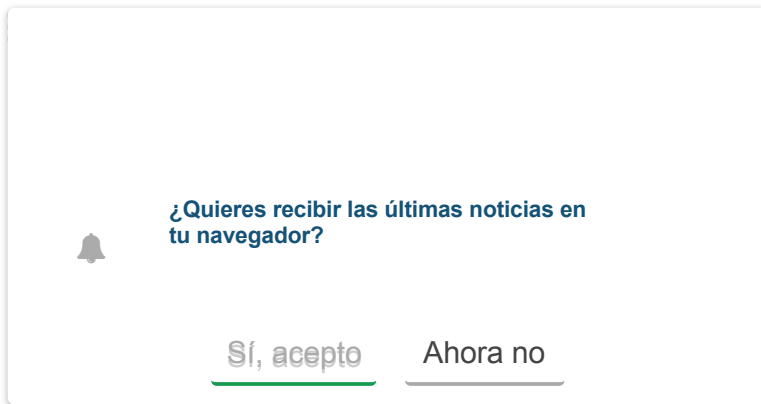 ¿Quieres recibir las últimas noticias en
tu navegador?
Sí, acepto Ahora no